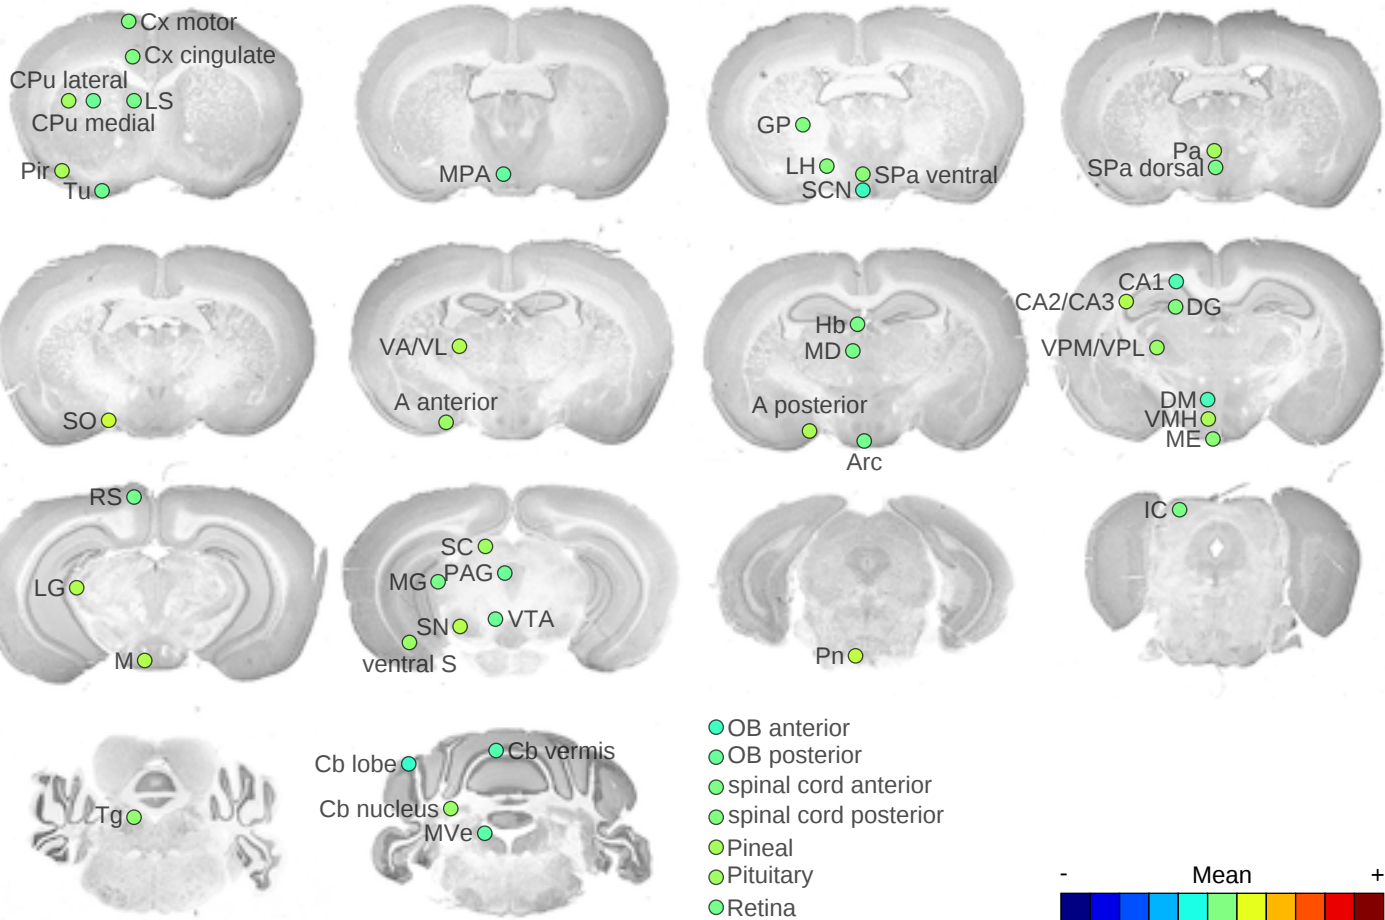 Cx motor
Cx cingulate
CPu lateral
LS
CPu medial
Pir
Tu
MPA
GP
LH
SPa ventral
SCN
Pa
SPa dorsal
SO
VA/VL
A anterior
Hb
MD
A posterior
Arc
CA1
CA2/CA3
DG
VPM/VPL
DM
VMH
ME
RS
LG
M
SC
MG PAG
SN VTA
ventral S
Pn
IC
Tg
Cb lobe
Cb vermis
Cb nucleus
MVe
OB anterior
OB posterior
spinal cord anterior
spinal cord posterior
Pineal
Pituitary
Retina
- Mean +